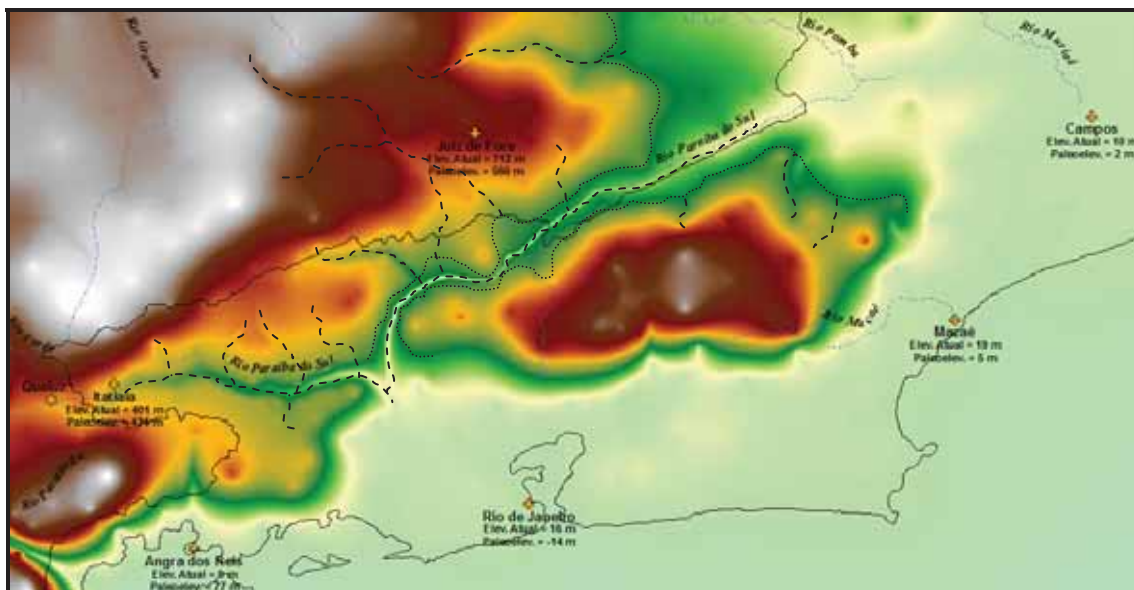 Rio Grande
Rio Pomba
Rio Muriaé
Campos
Elev. Atual = 10 m
Paleoelev. = 2 m
Rio Paraíba do Sul
Juiz de Fora
Elev. Atual = 712 m
Rio Macaé
Macaé
Elev. Atual = 19 m
Paleoelev. = 5 m
Rio Paraíba do Sul
Queluz
Itatiaia
Elev. Atual = 401 m
Rio de Janeiro
Elev. Atual = 16 m
Paleoelev. = -14 m
Angra dos Reis